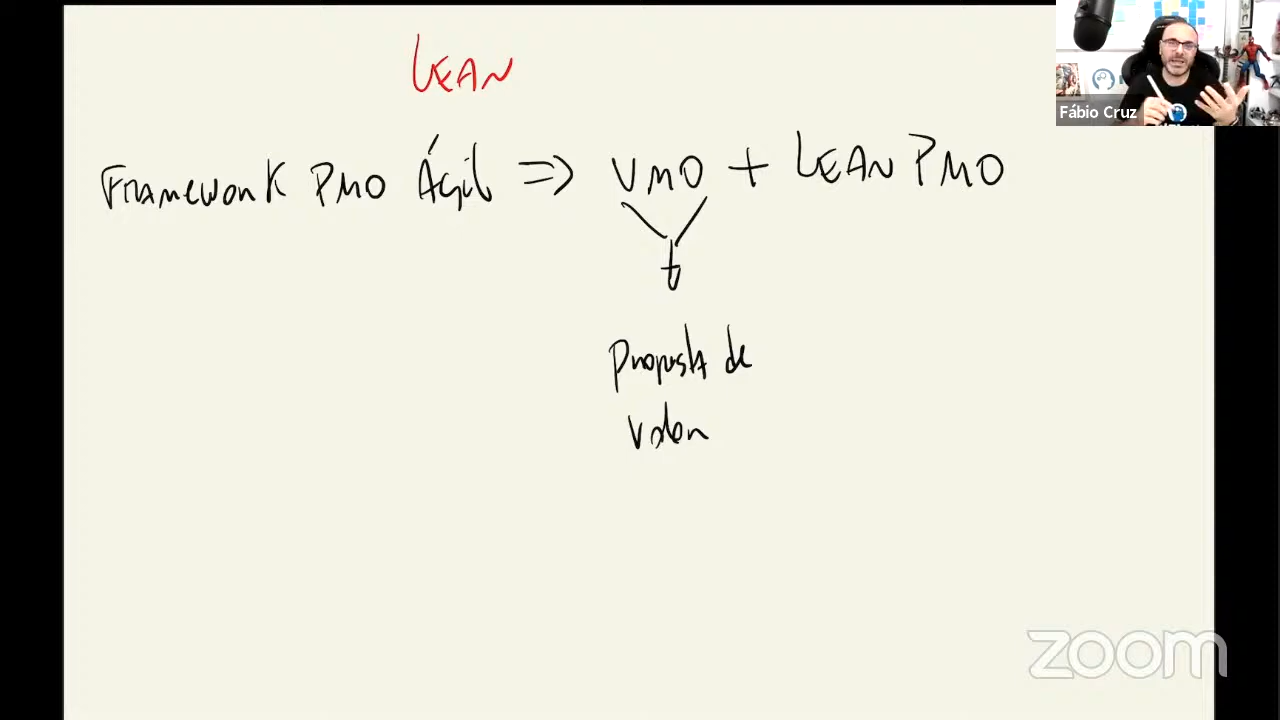 LEAN
FRAMEWORK PMO ÁGIL => VMO + LEAN PMO
proposta de
valor
Fábio Cruz
zoom